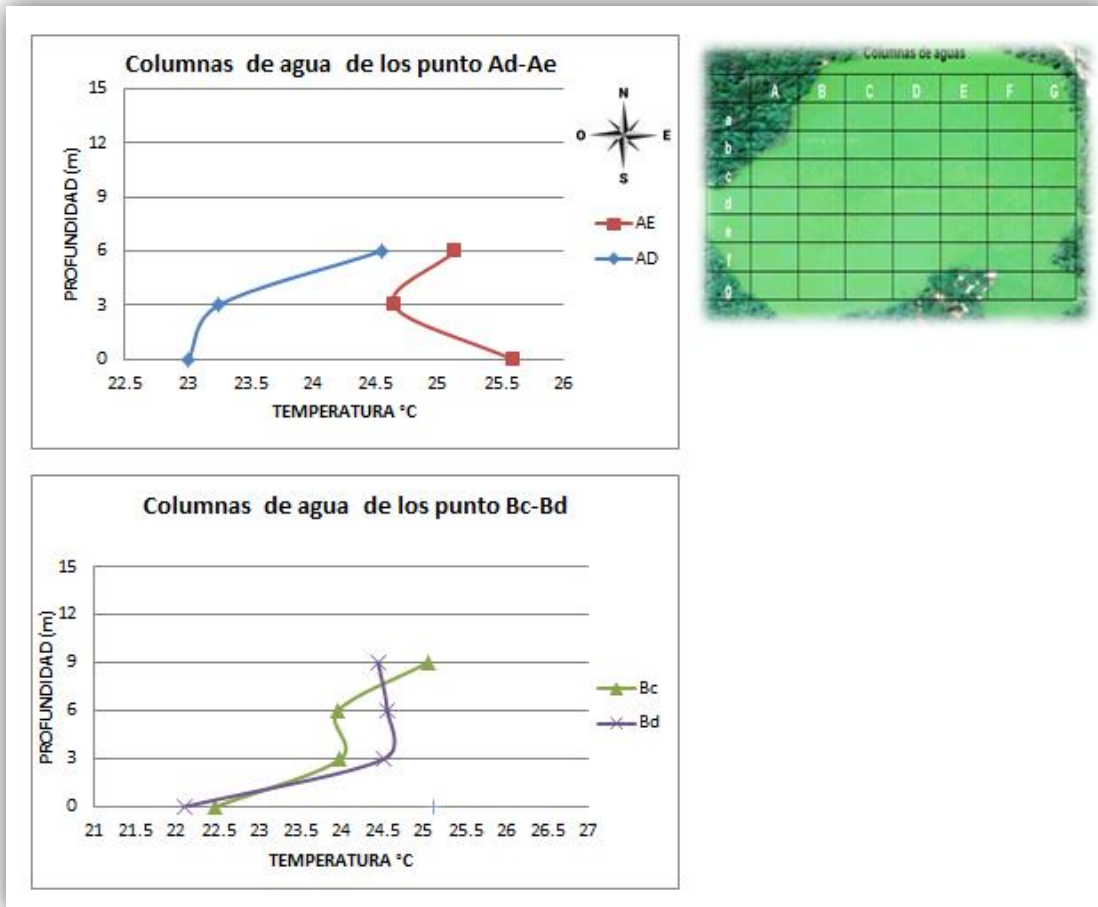 Columnas de agua de los punto Ad-Ae
15
12
9
6
3
0
PROFUNDIDAD (m)
22.5 23 23.5 24 24.5 25 25.5 26
TEMPERATURA °C
N
O E
S
AE
AD
Columnas de aguas
A B C D E F G
a
b
c
d
e
f
g
Columnas de agua de los punto Bc-Bd
15
12
9
6
3
0
PROFUNDIDAD (m)
21 21.5 22 22.5 23 23.5 24 24.5 25 25.5 26 26.5 27
TEMPERATURA °C
Bc
Bd